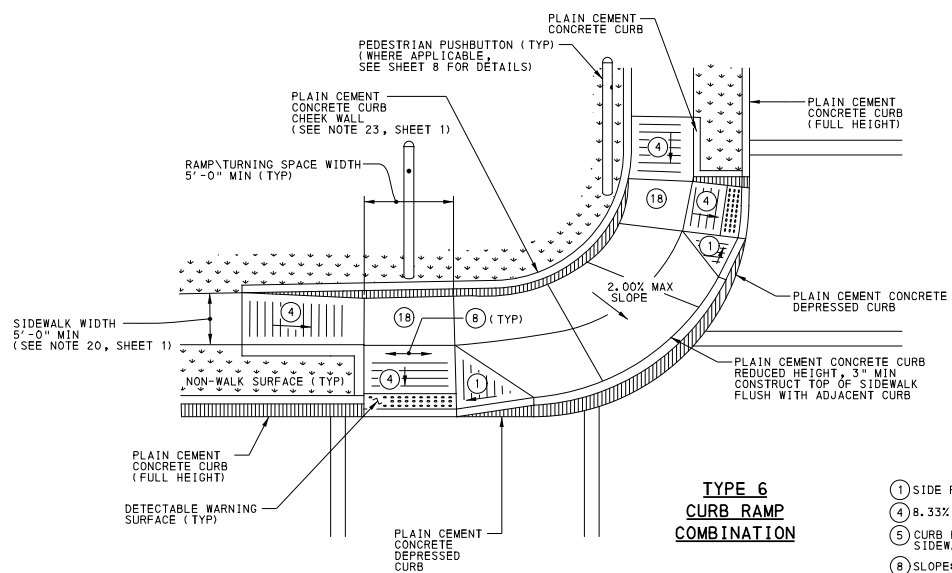 PLAIN CEMENT
CONCRETE CURB
PEDESTRIAN PUSHBUTTON (TYP)
(WHERE APPLICABLE,
SEE SHEET 8 FOR DETAILS)
PLAIN CEMENT
CONCRETE CURB
CHEEK WALL
(SEE NOTE 23, SHEET 1)
PLAIN CEMENT
CONCRETE CURB
(FULL HEIGHT)
RAMP\TURNING SPACE WIDTH
5'-0" MIN (TYP)
4
18
4
1
2.00% MAX
SLOPE
PLAIN CEMENT CONCRETE
DEPRESSED CURB
SIDEWALK WIDTH
5'-0" MIN
(SEE NOTE 20, SHEET 1)
4
18
8 (TYP)
NON-WALK SURFACE (TYP)
4
1
PLAIN CEMENT CONCRETE CURB
REDUCED HEIGHT, 3" MIN
CONSTRUCT TOP OF SIDEWALK
FLUSH WITH ADJACENT CURB
PLAIN CEMENT
CONCRETE CURB
(FULL HEIGHT)
DETECTABLE WARNING
SURFACE (TYP)
PLAIN CEMENT
CONCRETE
DEPRESSED
CURB
TYPE 6
CURB RAMP
COMBINATION
1 SIDE
4 8.33%
5 CURB
SIDEW
8 SLOPE